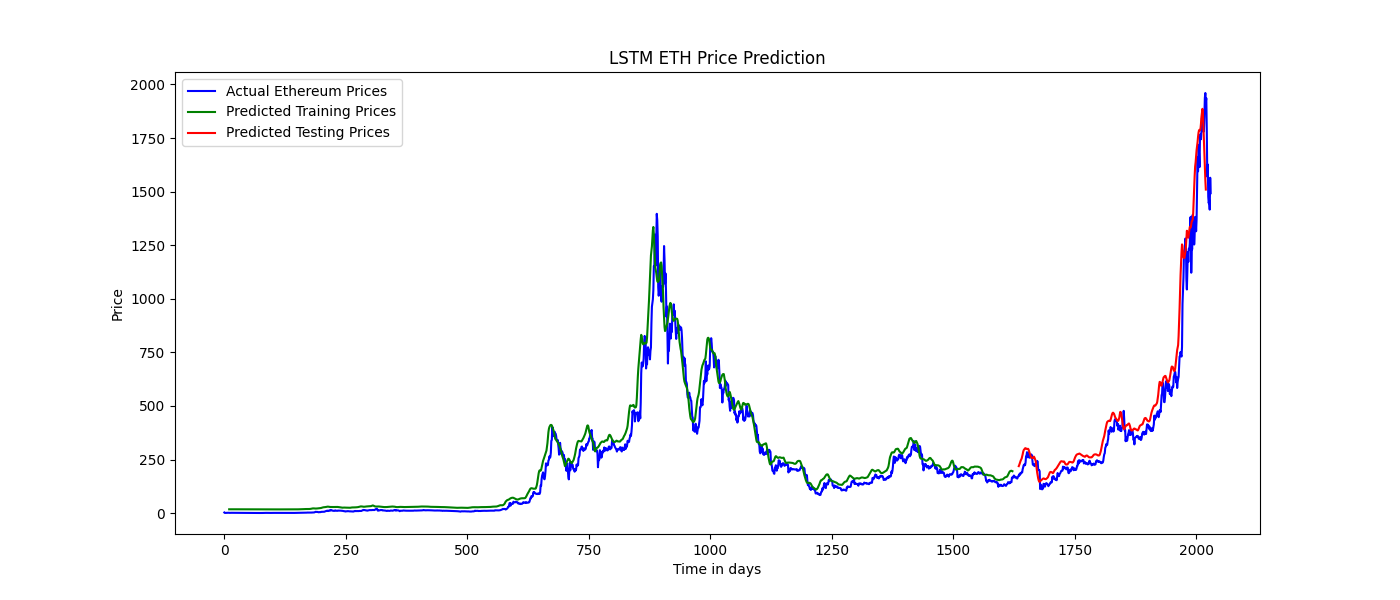 LSTM ETH Price Prediction
Actual Ethereum Prices
Predicted Training Prices
Predicted Testing Prices
2000
1750
1500
1250
1000
750
500
250
0
Price
0 250 500 750 1000 1250 1500 1750 2000
Time in days